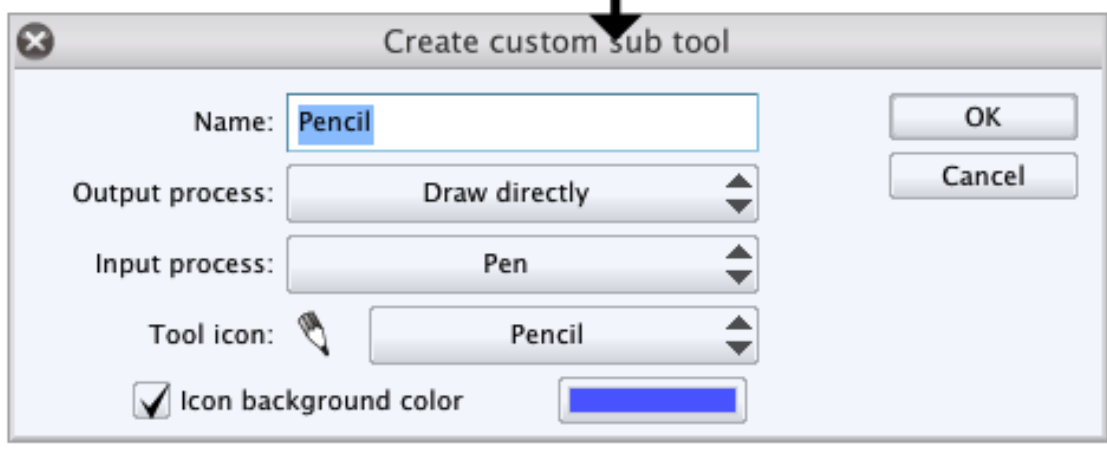 Create custom sub tool
Name: Pencil
OK
Output process: Draw directly
Cancel
Input process: Pen
Tool icon: Pencil
Icon background color